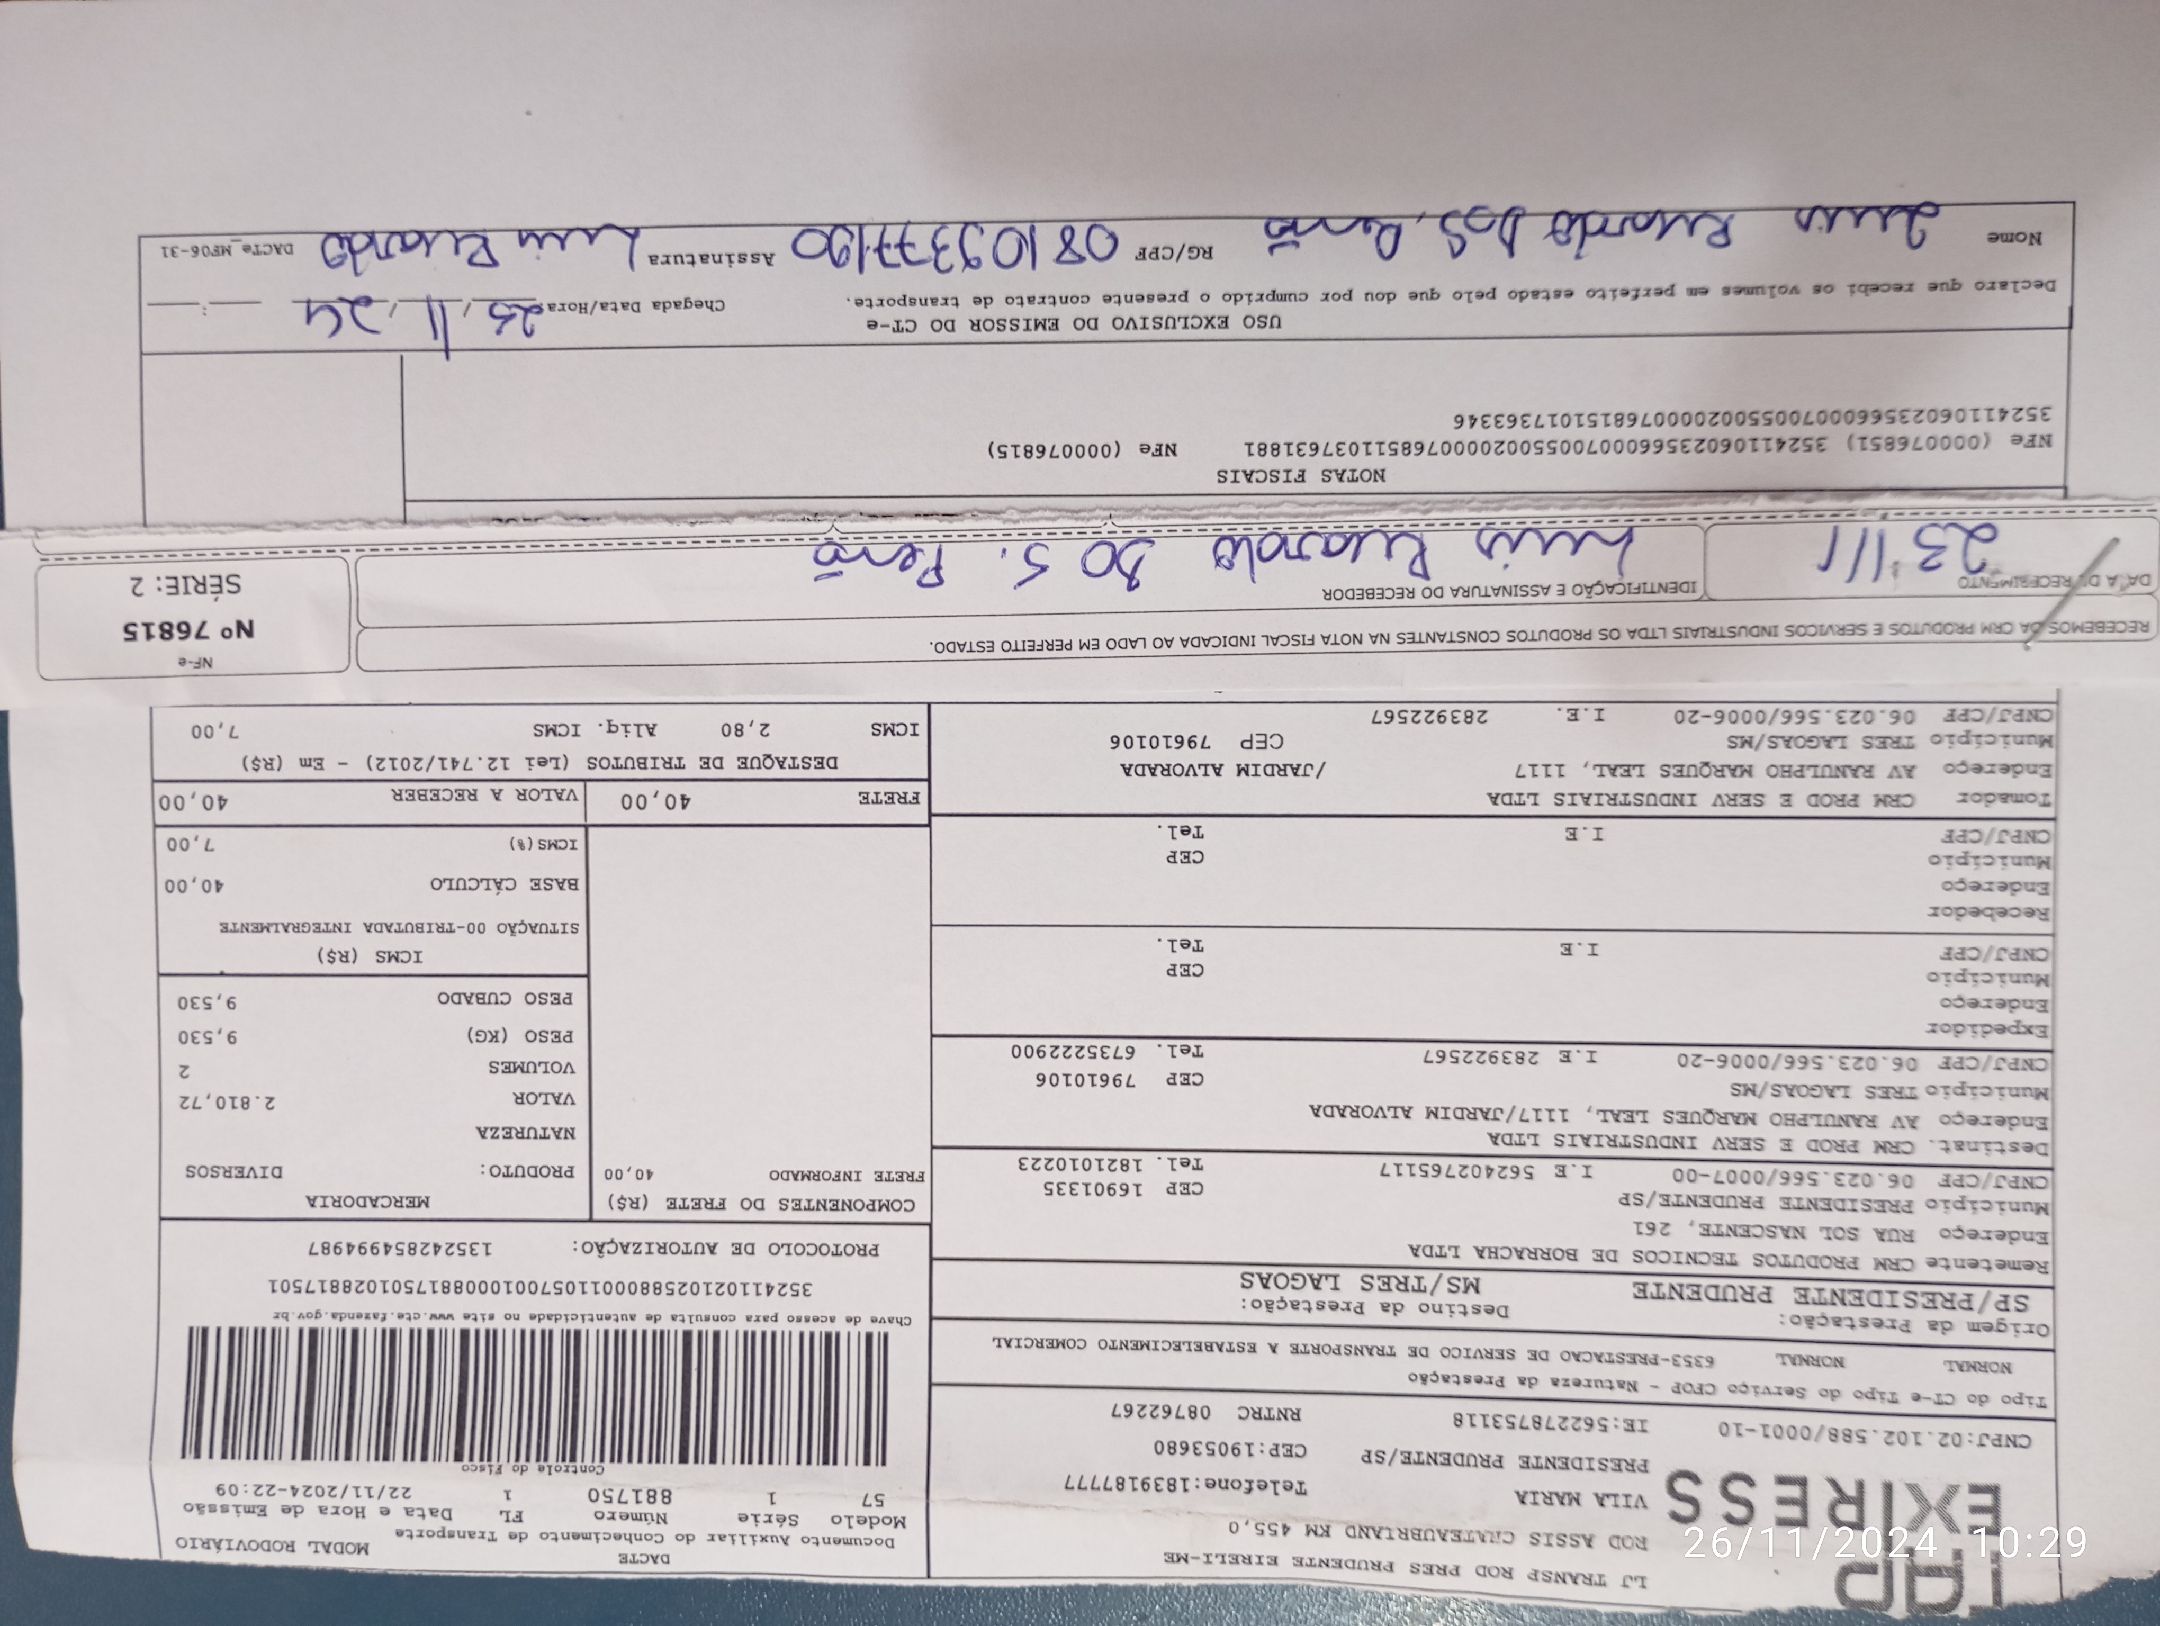 LJ TRANSP ROD PRES PRUDENTE EIRELI-ME
ROD ASSIS CHATEAUBRIAND KM 455,0
VILA MARIA Telefone:1839187777
PRESIDENTE PRUDENTE/SP CEP:19053680
CNPJ:02.102.588/0001-10 IE:562278753118 RNTRC 08762267
Tipo do CT-e Tipo do Serviço CFOP - Natureza da Prestação
NORMAL NORMAL 6353-PRESTACAO DE SERVICO DE TRANSPORTE A ESTABELECIMENTO COMERCIAL
Origem da Prestação: Destino da Prestação:
SP/PRESIDENTE PRUDENTE MS/TRES LAGOAS
Remetente CRM PRODUTOS TECNICOS DE BORRACHA LTDA
Endereço RUA SOL NASCENTE, 261
Município PRESIDENTE PRUDENTE/SP CEP 16901335
CNPJ/CPF 06.023.566/0007-00 I.E 562402765117 Tel. 1821010223
Destinat. CRM PROD E SERV INDUSTRIAIS LTDA
Endereço AV RANULPHO MARQUES LEAL, 1117/JARDIM ALVORADA
Município TRES LAGOAS/MS CEP 79610106
CNPJ/CPF 06.023.566/0006-20 I.E 283922567 Tel. 6735222900
Expedidor
Endereço
Município CEP
CNPJ/CPF I.E Tel.
Recebedor
Endereço
Município CEP
CNPJ/CPF I.E Tel.
Tomador CRM PROD E SERV INDUSTRIAIS LTDA
Endereço AV RANULPHO MARQUES LEAL, 1117 /JARDIM ALVORADA
Município TRES LAGOAS/MS CEP 79610106
CNPJ/CPF 06.023.566/0006-20 I.E. 283922567
DACTE
Documento Auxiliar do Conhecimento de Transporte MODAL RODOVIÁRIO
Modelo Série Número FL Data e Hora de Emissão
57 1 881750 1 22/11/2024-22:09
Controle do Fisco
Chave de acesso para consulta de autenticidade no site www.cte.fazenda.gov.br
35241102102588000110570010008817501028817501
PROTOCOLO DE AUTORIZAÇÃO: 135242854994987
COMPONENTES DO FRETE (R$)
FRETE INFORMADO 40,00
MERCADORIA
PRODUTO: DIVERSOS
NATUREZA
VALOR 2.810,72
VOLUMES 2
PESO (KG) 9,530
PESO CUBADO 9,530
ICMS (R$)
SITUAÇÃO 00-TRIBUTADA INTEGRALMENTE
BASE CÁLCULO 40,00
ICMS(%) 7,00
FRETE 40,00 VALOR A RECEBER 40,00
DESTAQUE DE TRIBUTOS (Lei 12.741/2012) - Em (R$)
ICMS 2,80 Aliq. ICMS 7,00
RECEBEMOS DA CRM PRODUTOS E SERVICOS INDUSTRIAIS LTDA OS PRODUTOS CONSTANTES NA NOTA FISCAL INDICADA AO LADO EM PERFEITO ESTADO.
DATA DE RECEBIMENTO IDENTIFICAÇÃO E ASSINATURA DO RECEBEDOR
Luis Ricardo DO S.
NF-e
Nº 76815
SÉRIE: 2
NOTAS FISCAIS
NFe (000076851) 35241106023566000700550020000768511037631881 NFe (000076815)
35241106023566000700550020000768151017363346
USO EXCLUSIVO DO EMISSOR DO CT-e
Declaro que recebi os volumes em perfeito estado pelo que dou por cumprido o presente contrato de transporte. Chegada Data/Hora 25/11/24 __:__
Nome Luis Ricardo Dos S. RG/CPF 08109377190 Assinatura Luis Ricardo DACTe_MF06-31
26/11/2024 10:29